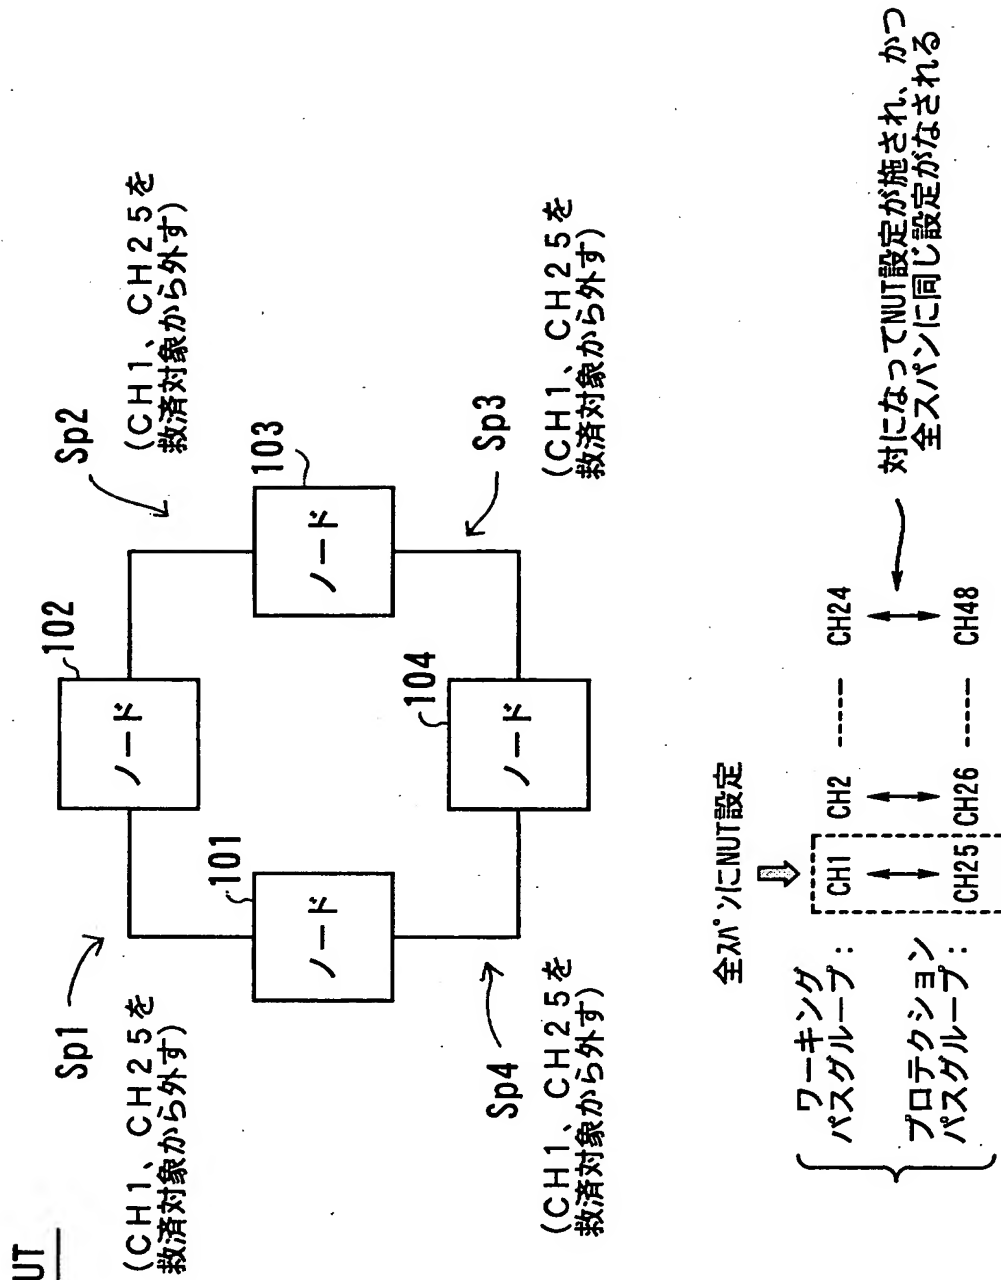 UT
Sp1
(CH1、CH25を
救済対象から外す)
102
ノード
Sp2
(CH1、CH25を
救済対象から外す)
101
ノード
103
ノード
Sp4
(CH1、CH25を
救済対象から外す)
104
ノード
Sp3
(CH1、CH25を
救済対象から外す)
全スパンにNUT設定
ワーキング
パスグループ:
CH1 CH2 ----- CH24
プロテクション
パスグループ:
CH25 CH26 ----- CH48
対になってNUT設定が施され、かつ
全スパンに同じ設定がなされる